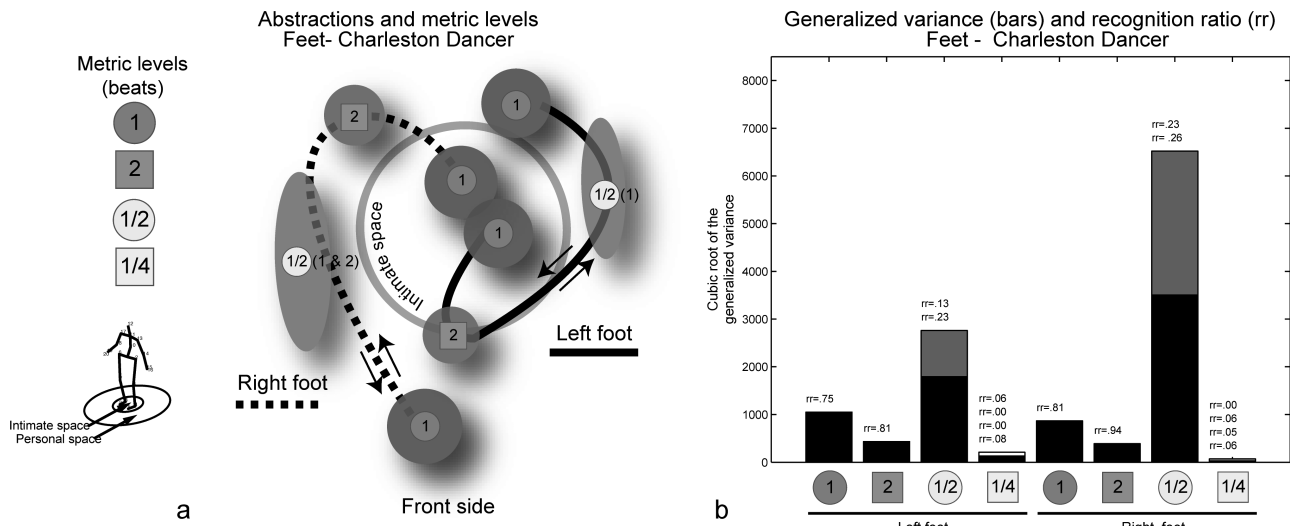 Abstractions and metric levels
Feet- Charleston Dancer
Metric levels
(beats)
1
2
1/2
1/4
Intimate space
Personal space
1
2
1
1/2 (1)
1
1
Intimate space
1/2 (1 & 2)
2
Left foot
Right foot
1
Front side
a
Generalized variance (bars) and recognition ratio (rr)
Feet - Charleston Dancer
Cubic root of the
generalized variance
8000
7000
6000
5000
4000
3000
2000
1000
0
rr=.75
rr=.81
rr=.13
rr=.23
rr=.06
rr=.00
rr=.00
rr=.08
rr=.81
rr=.94
rr=.23
rr= .26
rr=.00
rr=.06
rr=.05
rr=.06
1
2
1/2
1/4
1
2
1/2
1/4
Left foot
Right foot
b